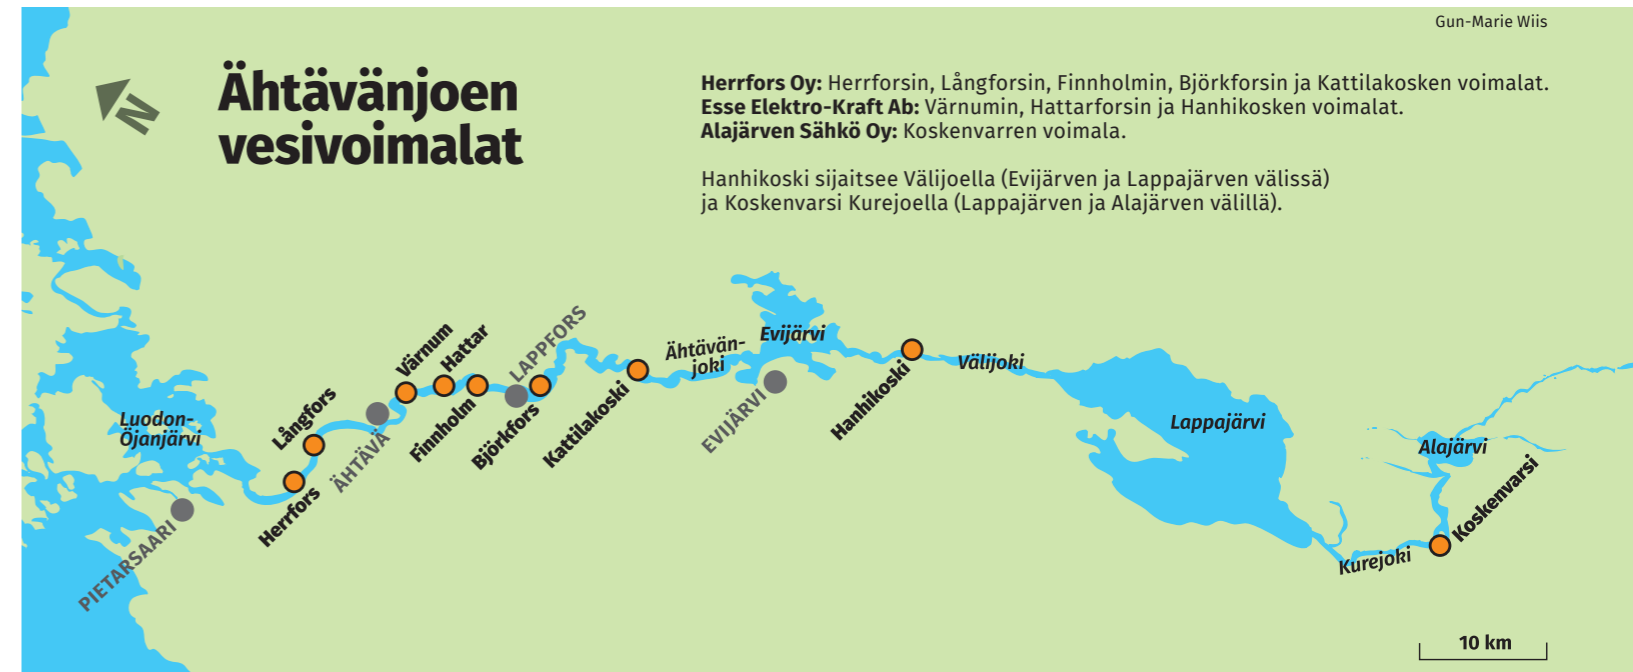 Gun-Marie Wiis
Ähtävänjoen
vesivoimalat
Herrfors Oy: Herrforsin, Långforsin, Finnholmin, Björkforsin ja Kattilakosken voimalat.
Esse Elektro-Kraft Ab: Värnumin, Hattarforsin ja Hanhikosken voimalat.
Alajärven Sähkö Oy: Koskenvarren voimala.
Hanhikoski sijaitsee Välijoella (Evijärven ja Lappajärven välissä)
ja Koskenvarsi Kurejoella (Lappajärven ja Alajärven välillä).
N
Luodon-
Öjanjärvi
PIETARSAARI
Herrfors
Långfors
ÄHTÄVÄ
Värnum
Hattar
Finnholm
LAPPFORS
Björkfors
Kattilakoski
Ähtävän-
joki
Evijärvi
EVIJÄRVI
Hanhikoski
Välijoki
Lappajärvi
Kurejoki
Alajärvi
Koskenvarsi
10 km